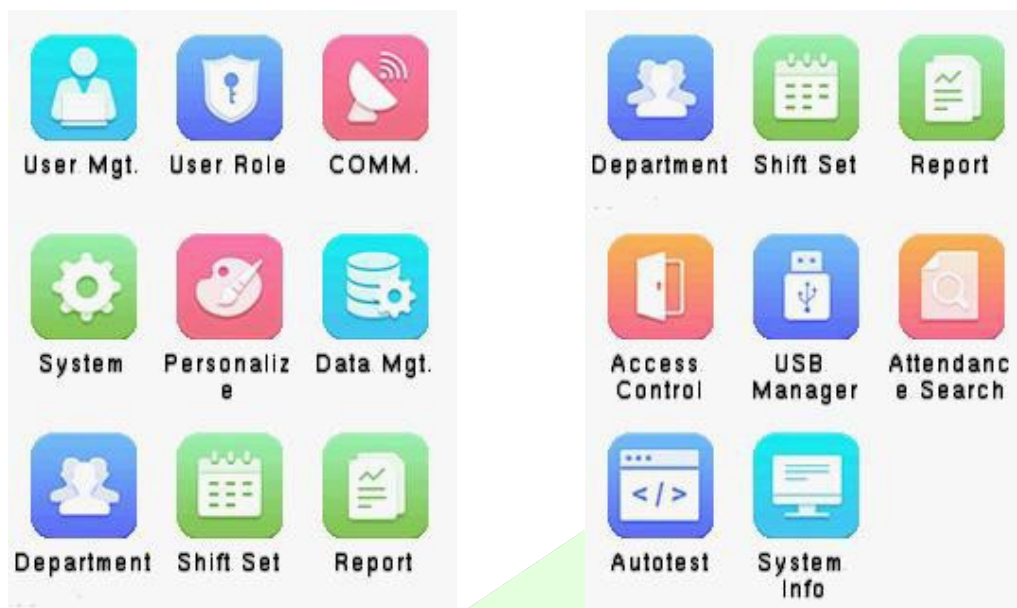 User Mgt.
User Role
COMM.
System
Personaliz
e
Data Mgt.
Department
Shift Set
Report
Department
Shift Set
Report
Access
Control
</>
USB
Manager
Attendanc
e Search
Autotest
System
Info